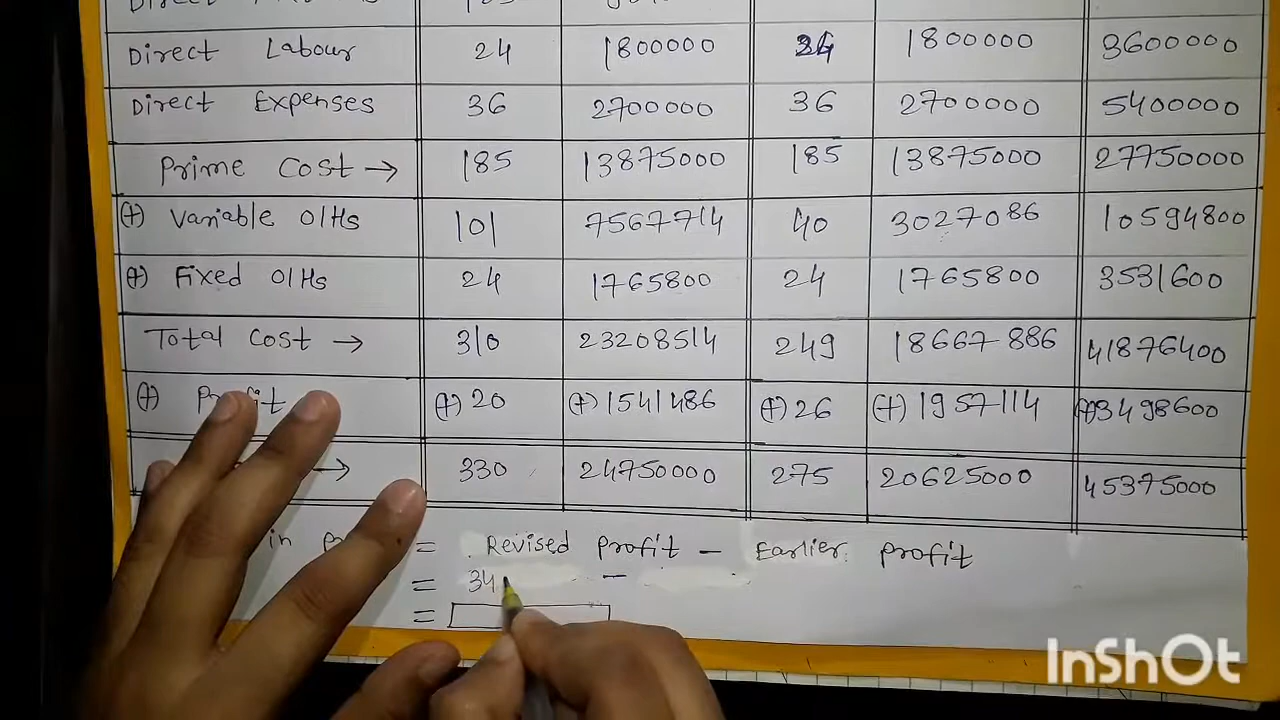 Direct Labour 24 1800000 24 1800000 3600000
Direct Expenses 36 2700000 36 2700000 5400000
Prime Cost → 185 13875000 185 13875000 27750000
(+) Variable O/Hs 101 7567714 40 3027086 10594800
(+) Fixed O/Hs 24 1765800 24 1765800 3531600
Total Cost → 310 23208514 249 18667886 41876400
(+) (+) 20 (+) 1541486 (+) 26 (+) 1957114 (+) 3498600
→ 330 24750000 275 20625000 45375000
in = Revised Profit - Earlier Profit
= 34 -
=
InShOt